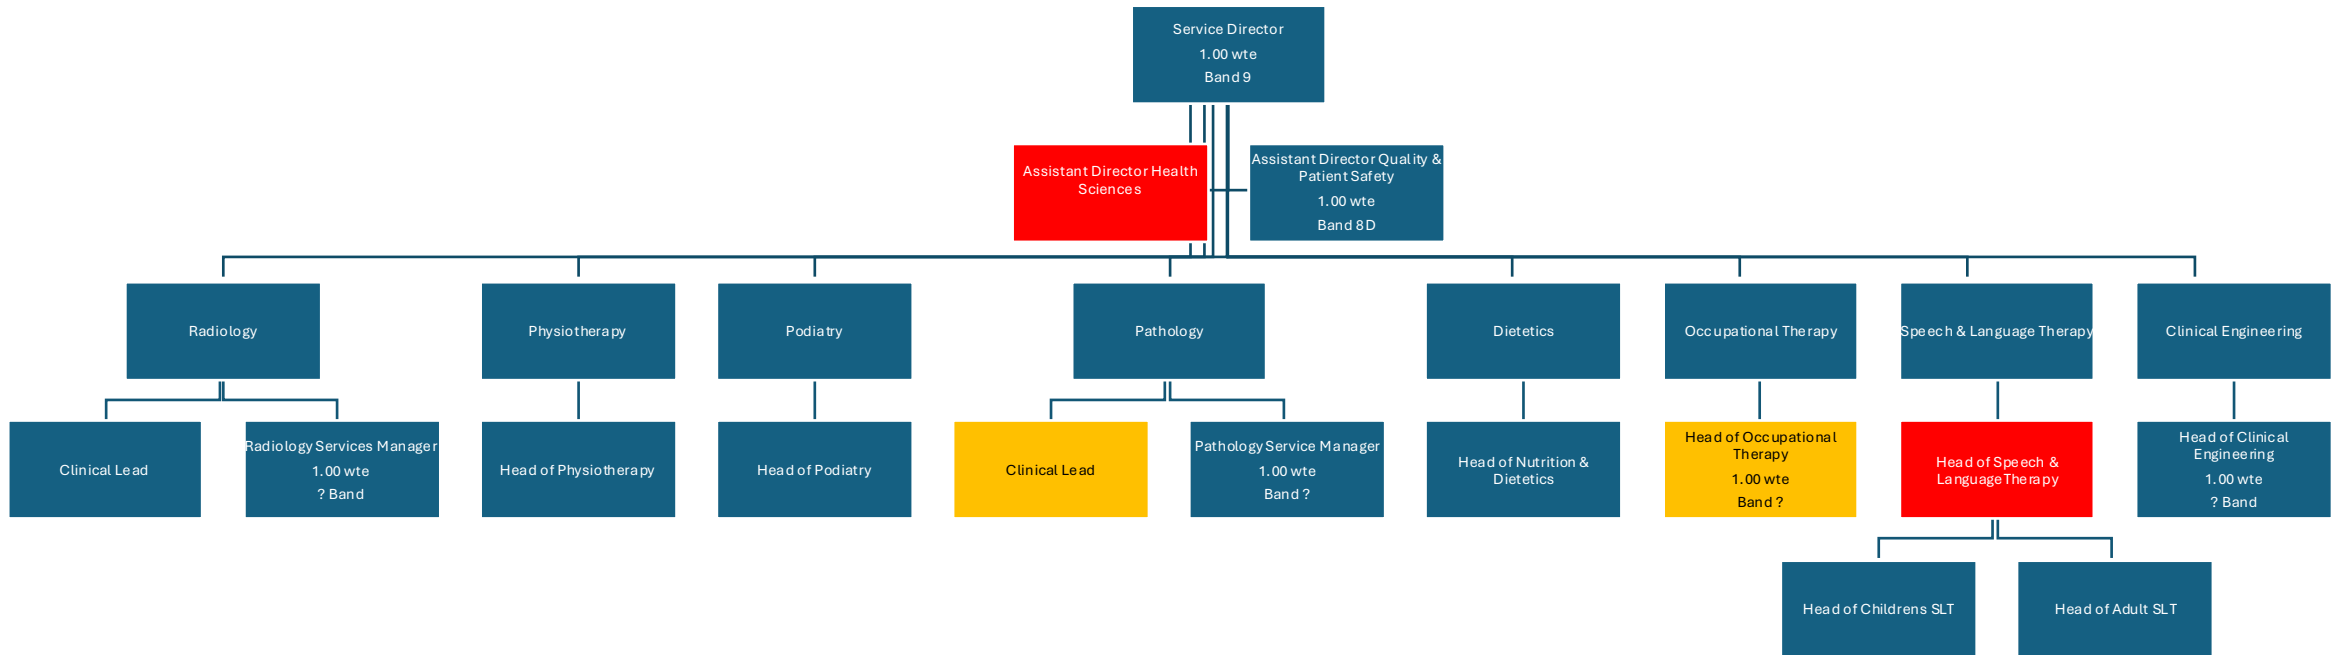 Service Director
1.00 wte
Band 9
Assistant Director Health
Sciences
Assistant Director Quality &
Patient Safety
1.00 wte
Band 8D
Radiology
Physiotherapy
Podiatry
Pathology
Dietetics
Occupational Therapy
Speech & Language Therapy
Clinical Engineering
Clinical Lead
Radiology Services Manager
1.00 wte
? Band
Head of Physiotherapy
Head of Podiatry
Clinical Lead
Pathology Service Manager
1.00 wte
Band ?
Head of Nutrition &
Dietetics
Head of Occupational
Therapy
1.00 wte
Band ?
Head of Speech &
Language Therapy
Head of Clinical
Engineering
1.00 wte
? Band
Head of Childrens SLT
Head of Adult SLT